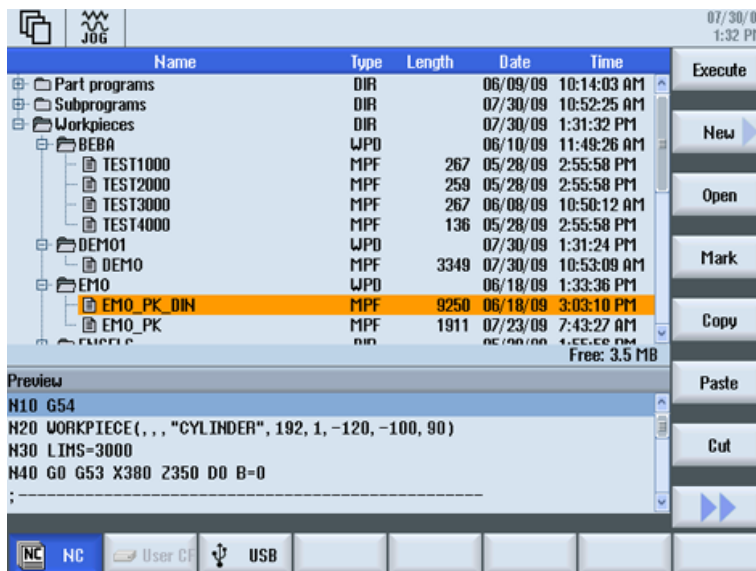 07/30/0
JOG
1:32 PM
Name Type Length Date Time
Execute
Part programs DIR 06/09/09 10:14:03 AM
Subprograms DIR 07/30/09 10:52:25 AM
Workpieces DIR 07/30/09 1:31:32 PM
New
BEBA WPD 06/10/09 11:49:26 AM
TEST1000 MPF 267 05/28/09 2:55:58 PM
TEST2000 MPF 259 05/28/09 2:55:58 PM
Open
TEST3000 MPF 267 06/08/09 10:50:12 AM
TEST4000 MPF 136 05/28/09 2:55:58 PM
DEMO1 WPD 07/30/09 1:31:24 PM
Mark
DEMO MPF 3349 07/30/09 10:53:09 AM
EMO WPD 06/18/09 1:33:36 PM
EMO_PK_DIN MPF 9250 06/18/09 3:03:10 PM
Copy
EMO_PK MPF 1911 07/23/09 7:43:27 AM
Free: 3.5 MB
Preview
Paste
N10 G54
N20 WORKPIECE(,,,"CYLINDER",192,1,-120,-100,90)
N30 LIMS=3000
Cut
N40 G0 G53 X380 Z350 D0 B=0
;--------------------------------------------------
NC NC User CF USB